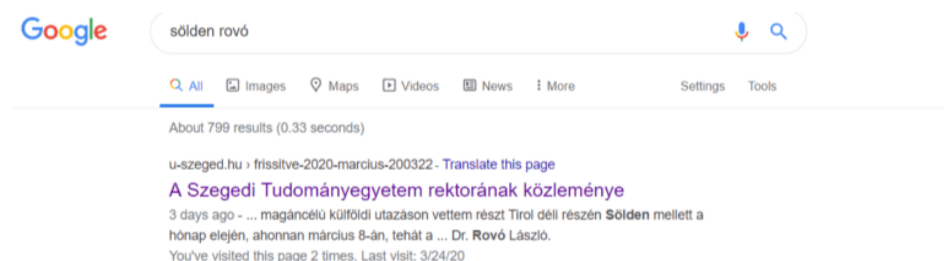 Google
sölden rovó
All Images Maps Videos News More Settings Tools
About 799 results (0.33 seconds)
u-szeged.hu › frissitve-2020-marcius-200322 - Translate this page
A Szegedi Tudományegyetem rektorának közleménye
3 days ago - ... magáncélú külföldi utazáson vettem részt Tirol déli részén Sölden mellett a
hónap elején, ahonnan március 8-án, tehát a ... Dr. Rovó László.
You've visited this page 2 times. Last visit: 3/24/20